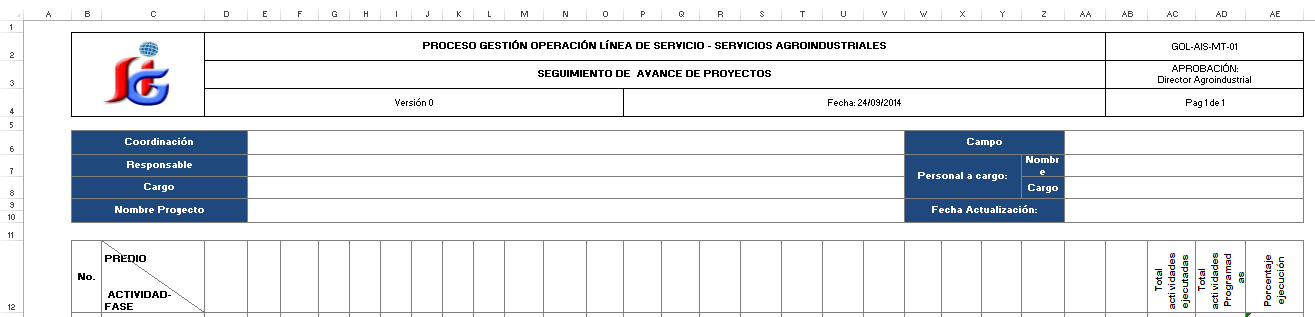 A B C D E F G H I J K L M N O P Q R S T U V W X Y Z AA AB AC AD AE
1
PROCESO GESTIÓN OPERACIÓN LÍNEA DE SERVICIO - SERVICIOS AGROINDUSTRIALES
GOL-AIS-MT-01
2
SEGUIMIENTO DE AVANCE DE PROYECTOS
APROBACIÓN:
Director Agroindustrial
3
Versión 0
Fecha: 24/09/2014
Pag 1 de 1
4
5
Coordinación
Campo
6
Responsable
Personal a cargo:
Nombr
e
7
Cargo
Cargo
8
9
Nombre Proyecto
Fecha Actualización:
10
11
No.
PREDIO
ACTIVIDAD-
FASE
Total
actividades
ejecutadas
Total
actividades
Programad
as
Porcentaje
ejecución
12